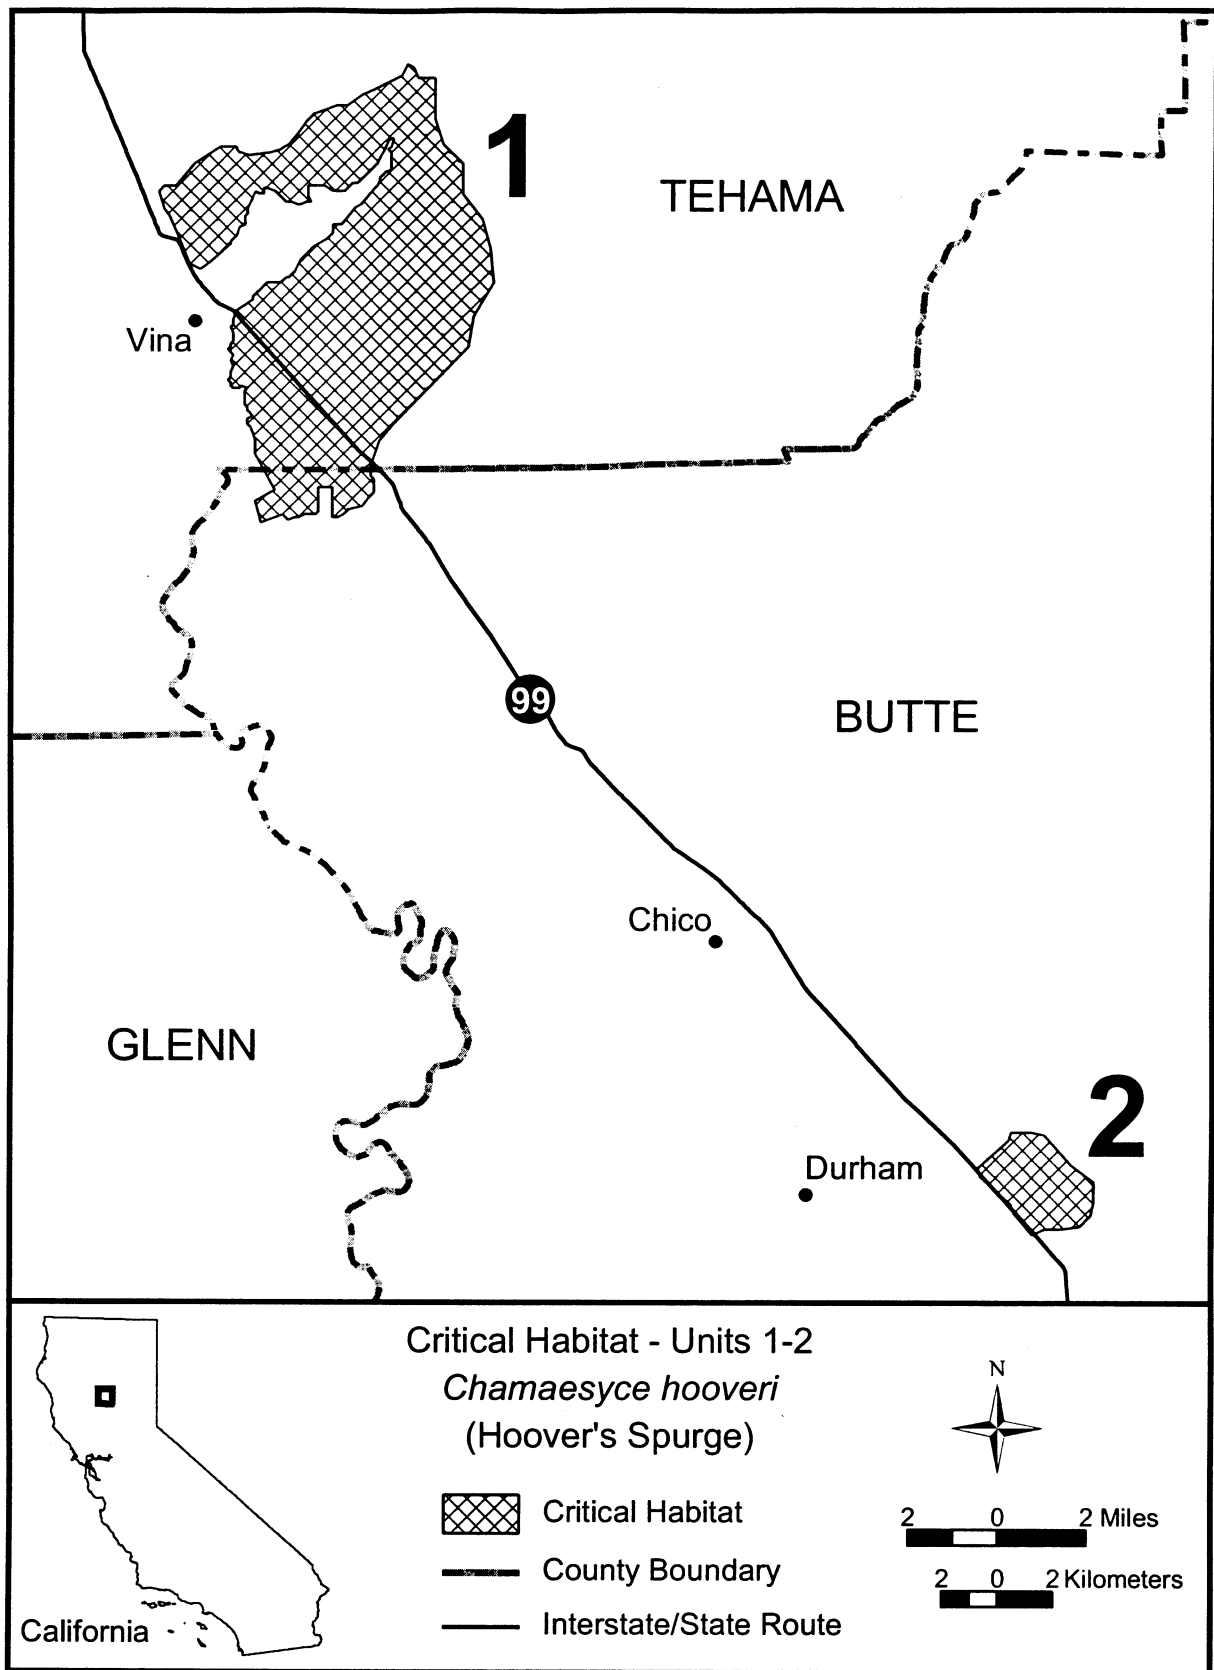 1
TEHAMA
Vina
99
BUTTE
Chico
GLENN
2
Durham
Critical Habitat - Units 1-2
Chamaesyce hooveri
(Hoover's Spurge)
N
Critical Habitat
2 0 2 Miles
County Boundary
2 0 2 Kilometers
Interstate/State Route
California